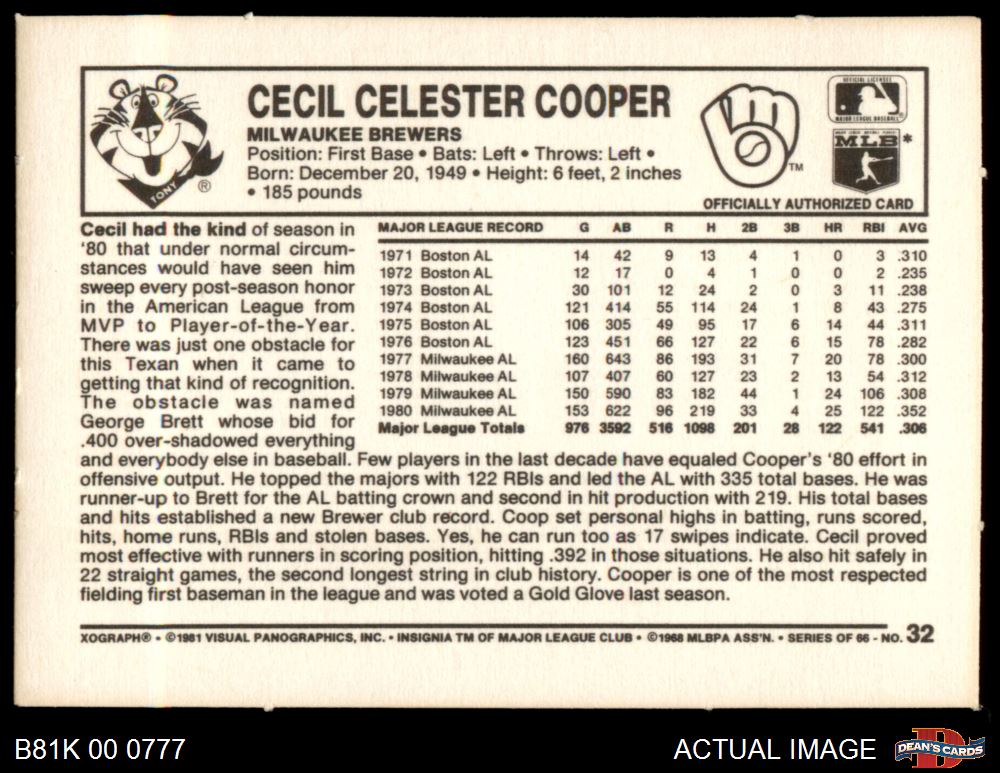 CECIL CELESTER COOPER
MILWAUKEE BREWERS
Position: First Base • Bats: Left • Throws: Left •
Born: December 20, 1949 • Height: 6 feet, 2 inches
• 185 pounds
TONY
®
M B
TM
OFFICIAL LICENSEE
MAJOR LEAGUE BASEBALL
MLB *
OFFICIALLY AUTHORIZED CARD
Cecil had the kind of season in
'80 that under normal circum-
stances would have seen him
sweep every post-season honor
in the American League from
MVP to Player-of-the-Year.
There was just one obstacle for
this Texan when it came to
getting that kind of recognition.
The obstacle was named
George Brett whose bid for
.400 over-shadowed everything
MAJOR LEAGUE RECORD G AB R H 2B 3B HR RBI AVG
1971 Boston AL 14 42 9 13 4 1 0 3 .310
1972 Boston AL 12 17 0 4 1 0 0 2 .235
1973 Boston AL 30 101 12 24 2 0 3 11 .238
1974 Boston AL 121 414 55 114 24 1 8 43 .275
1975 Boston AL 106 305 49 95 17 6 14 44 .311
1976 Boston AL 123 451 66 127 22 6 15 78 .282
1977 Milwaukee AL 160 643 86 193 31 7 20 78 .300
1978 Milwaukee AL 107 407 60 127 23 2 13 54 .312
1979 Milwaukee AL 150 590 83 182 44 1 24 106 .308
1980 Milwaukee AL 153 622 96 219 33 4 25 122 .352
Major League Totals 976 3592 516 1098 201 28 122 541 .306
and everybody else in baseball. Few players in the last decade have equaled Cooper's '80 effort in
offensive output. He topped the majors with 122 RBIs and led the AL with 335 total bases. He was
runner-up to Brett for the AL batting crown and second in hit production with 219. His total bases
and hits established a new Brewer club record. Coop set personal highs in batting, runs scored,
hits, home runs, RBIs and stolen bases. Yes, he can run too as 17 swipes indicate. Cecil proved
most effective with runners in scoring position, hitting .392 in those situations. He also hit safely in
22 straight games, the second longest string in club history. Cooper is one of the most respected
fielding first baseman in the league and was voted a Gold Glove last season.
XOGRAPH® • ©1981 VISUAL PANOGRAPHICS, INC. • INSIGNIA TM OF MAJOR LEAGUE CLUB • ©1968 MLBPA ASS'N. • SERIES OF 66 - NO. 32
B81K 00 0777
ACTUAL IMAGE
DEAN'S CARDS